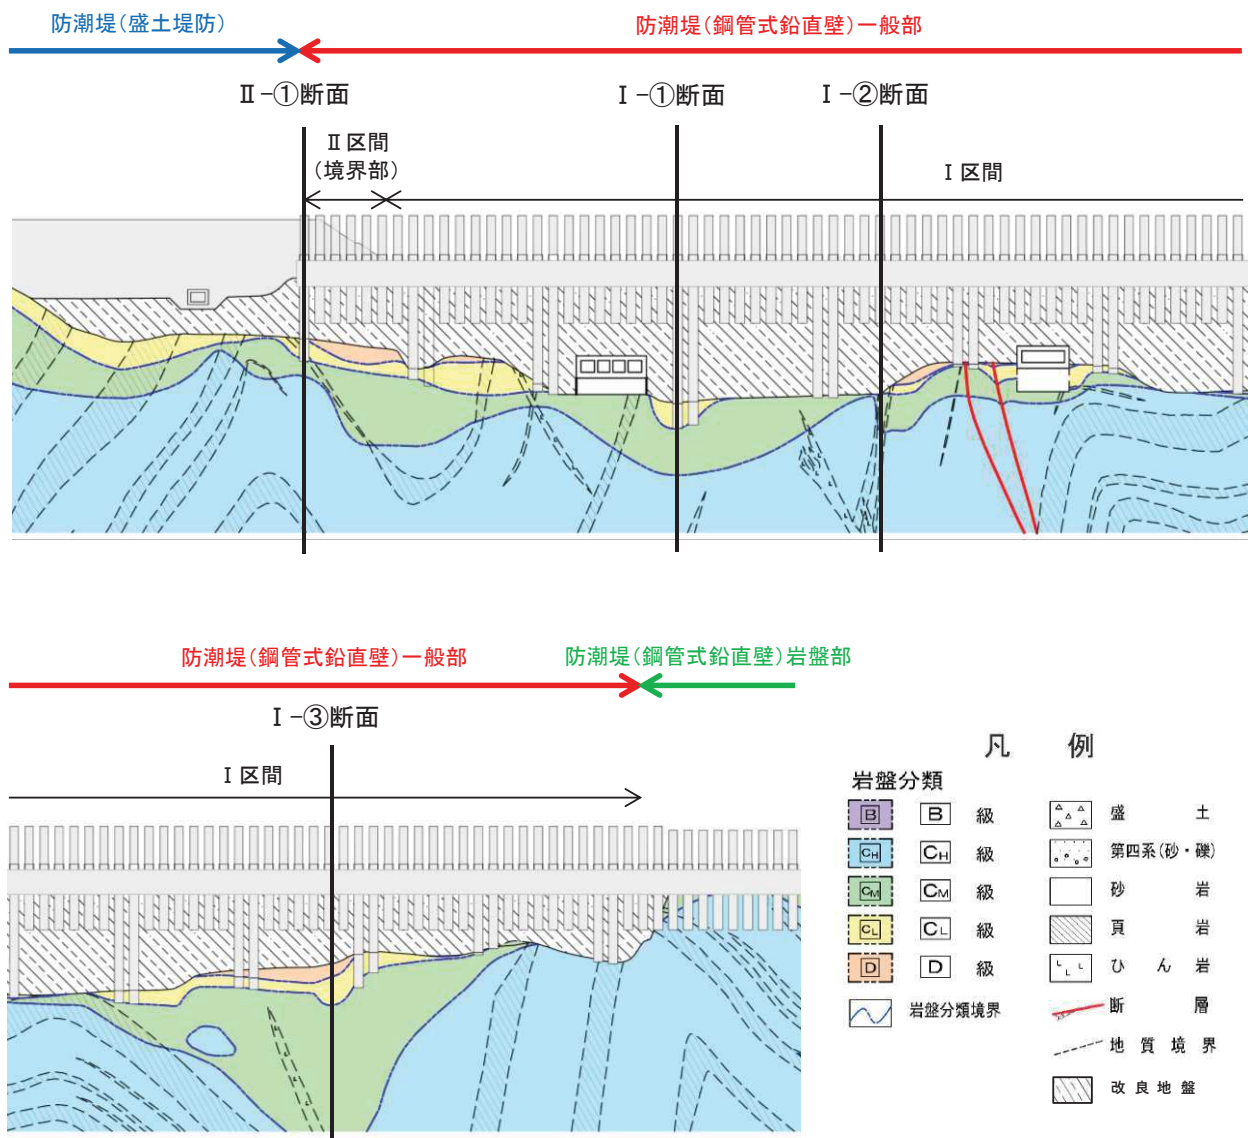 防潮堤（盛土堤防）
防潮堤（鋼管式鉛直壁）一般部
Ⅱ-①断面
Ⅰ-①断面
Ⅰ-②断面
Ⅱ区間
（境界部）
Ⅰ区間
防潮堤（鋼管式鉛直壁）一般部
防潮堤（鋼管式鉛直壁）岩盤部
Ⅰ-③断面
Ⅰ区間
凡　例
岩盤分類
B B 級
CH CH 級
CM CM 級
CL CL 級
D D 級
岩盤分類境界
盛土
第四系（砂・礫）
砂岩
頁岩
ひん岩
断層
地質境界
改良地盤